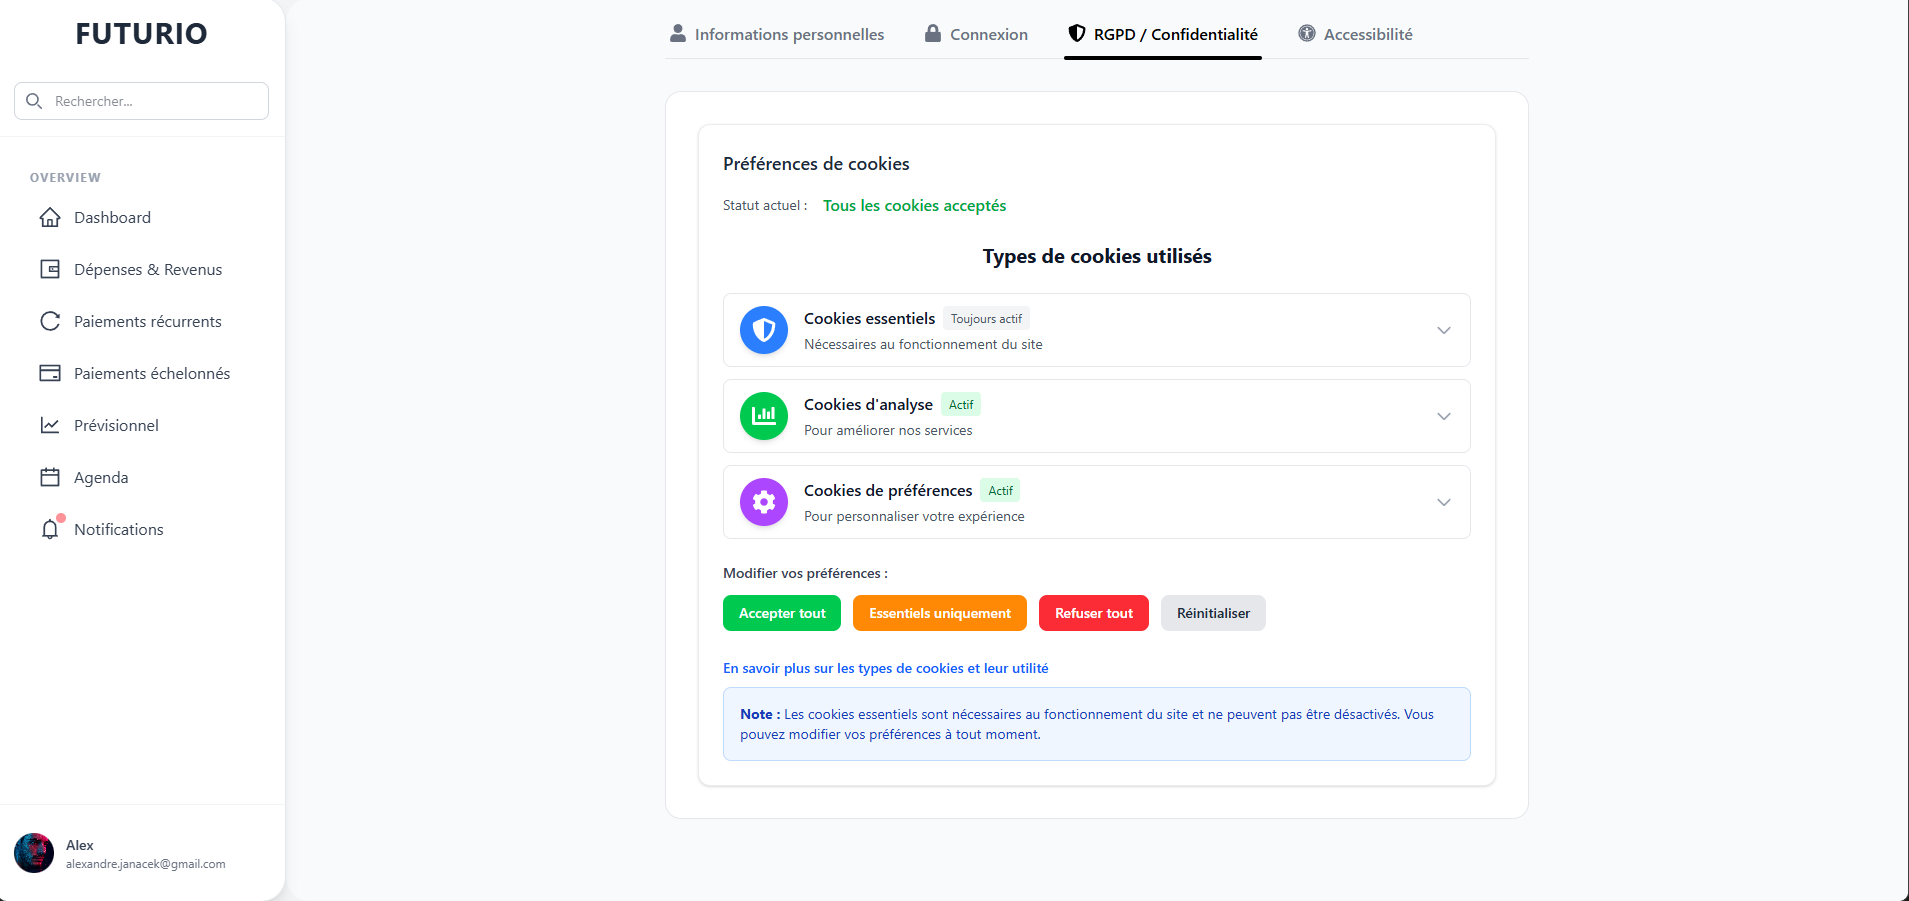 FUTURIO
Rechercher...
OVERVIEW
Dashboard
Dépenses & Revenus
Paiements récurrents
Paiements échelonnés
Prévisionnel
Agenda
Notifications
Alex
alexandre.janacek@gmail.com
Informations personnelles
Connexion
RGPD / Confidentialité
Accessibilité
Préférences de cookies
Statut actuel : Tous les cookies acceptés
Types de cookies utilisés
Cookies essentiels Toujours actif
Nécessaires au fonctionnement du site
Cookies d'analyse Actif
Pour améliorer nos services
Cookies de préférences Actif
Pour personnaliser votre expérience
Modifier vos préférences :
Accepter tout
Essentiels uniquement
Refuser tout
Réinitialiser
En savoir plus sur les types de cookies et leur utilité
Note : Les cookies essentiels sont nécessaires au fonctionnement du site et ne peuvent pas être désactivés. Vous
pouvez modifier vos préférences à tout moment.